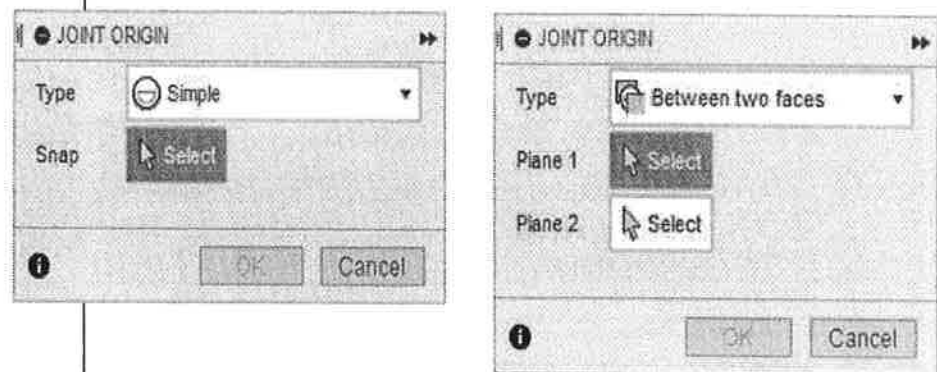 JOINT ORIGIN
Type Simple
Snap Select
OK Cancel
JOINT ORIGIN
Type Between two faces
Plane 1 Select
Plane 2 Select
OK Cancel